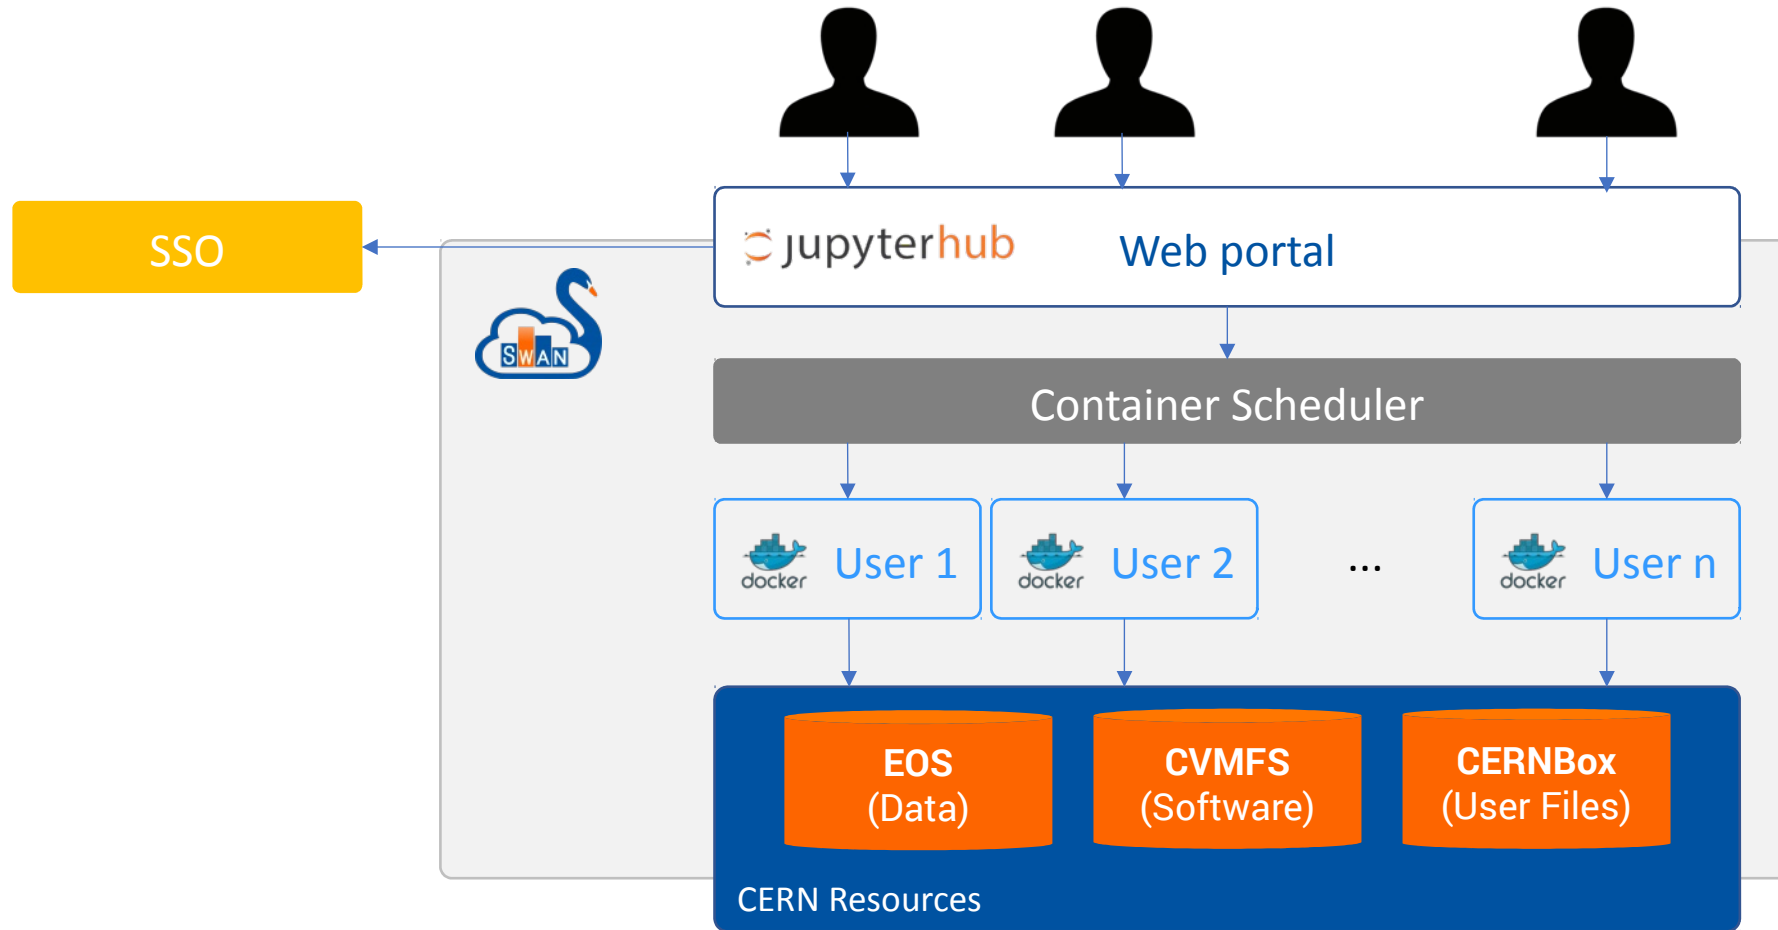 SSO
jupyterhub
Web portal
SWAN
Container Scheduler
docker
User 1
docker
User 2
...
docker
User n
EOS
(Data)
CVMFS
(Software)
CERNBox
(User Files)
CERN Resources